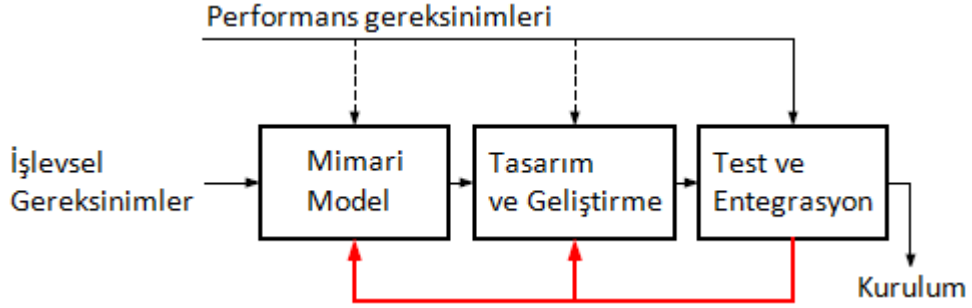 Performans gereksinimleri
İşlevsel
Gereksinimler
Mimari
Model
Tasarım
ve Geliştirme
Test ve
Entegrasyon
Kurulum